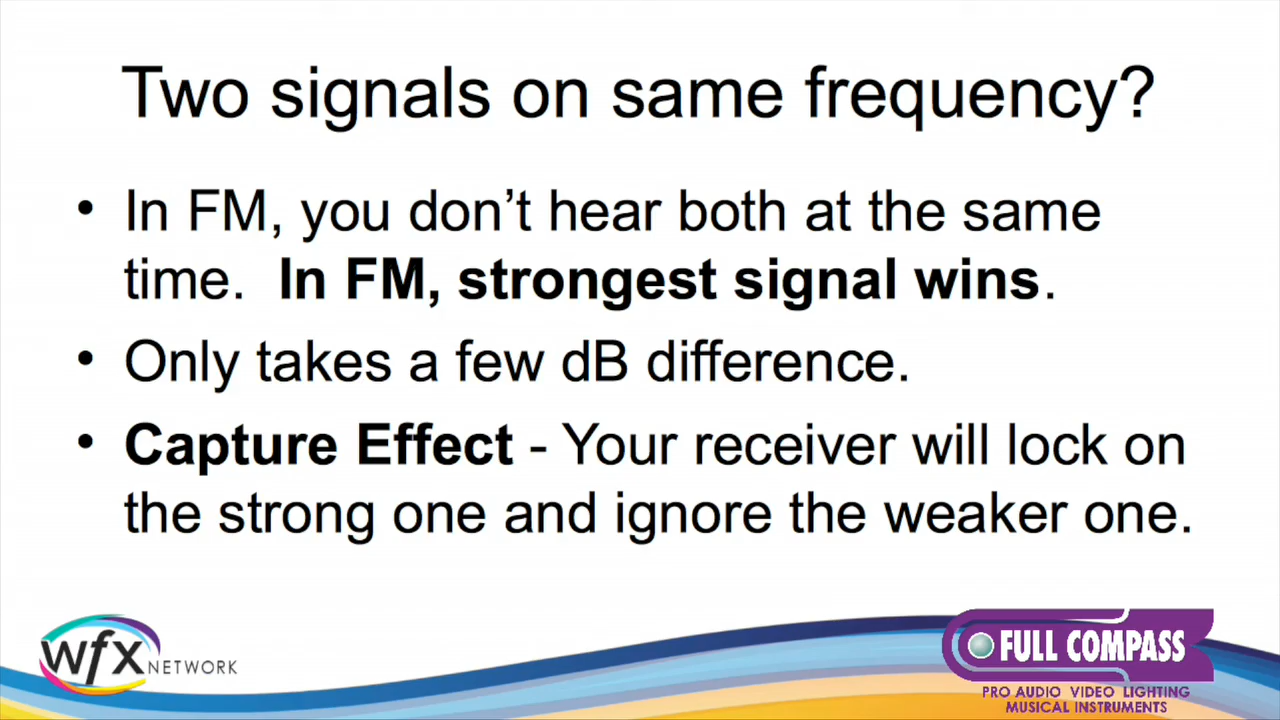 Two signals on same frequency?
• In FM, you don’t hear both at the same
time.  In FM, strongest signal wins.
• Only takes a few dB difference.
• Capture Effect - Your receiver will lock on
the strong one and ignore the weaker one.
wfx NETWORK
FULL COMPASS
PRO AUDIO VIDEO LIGHTING
MUSICAL INSTRUMENTS